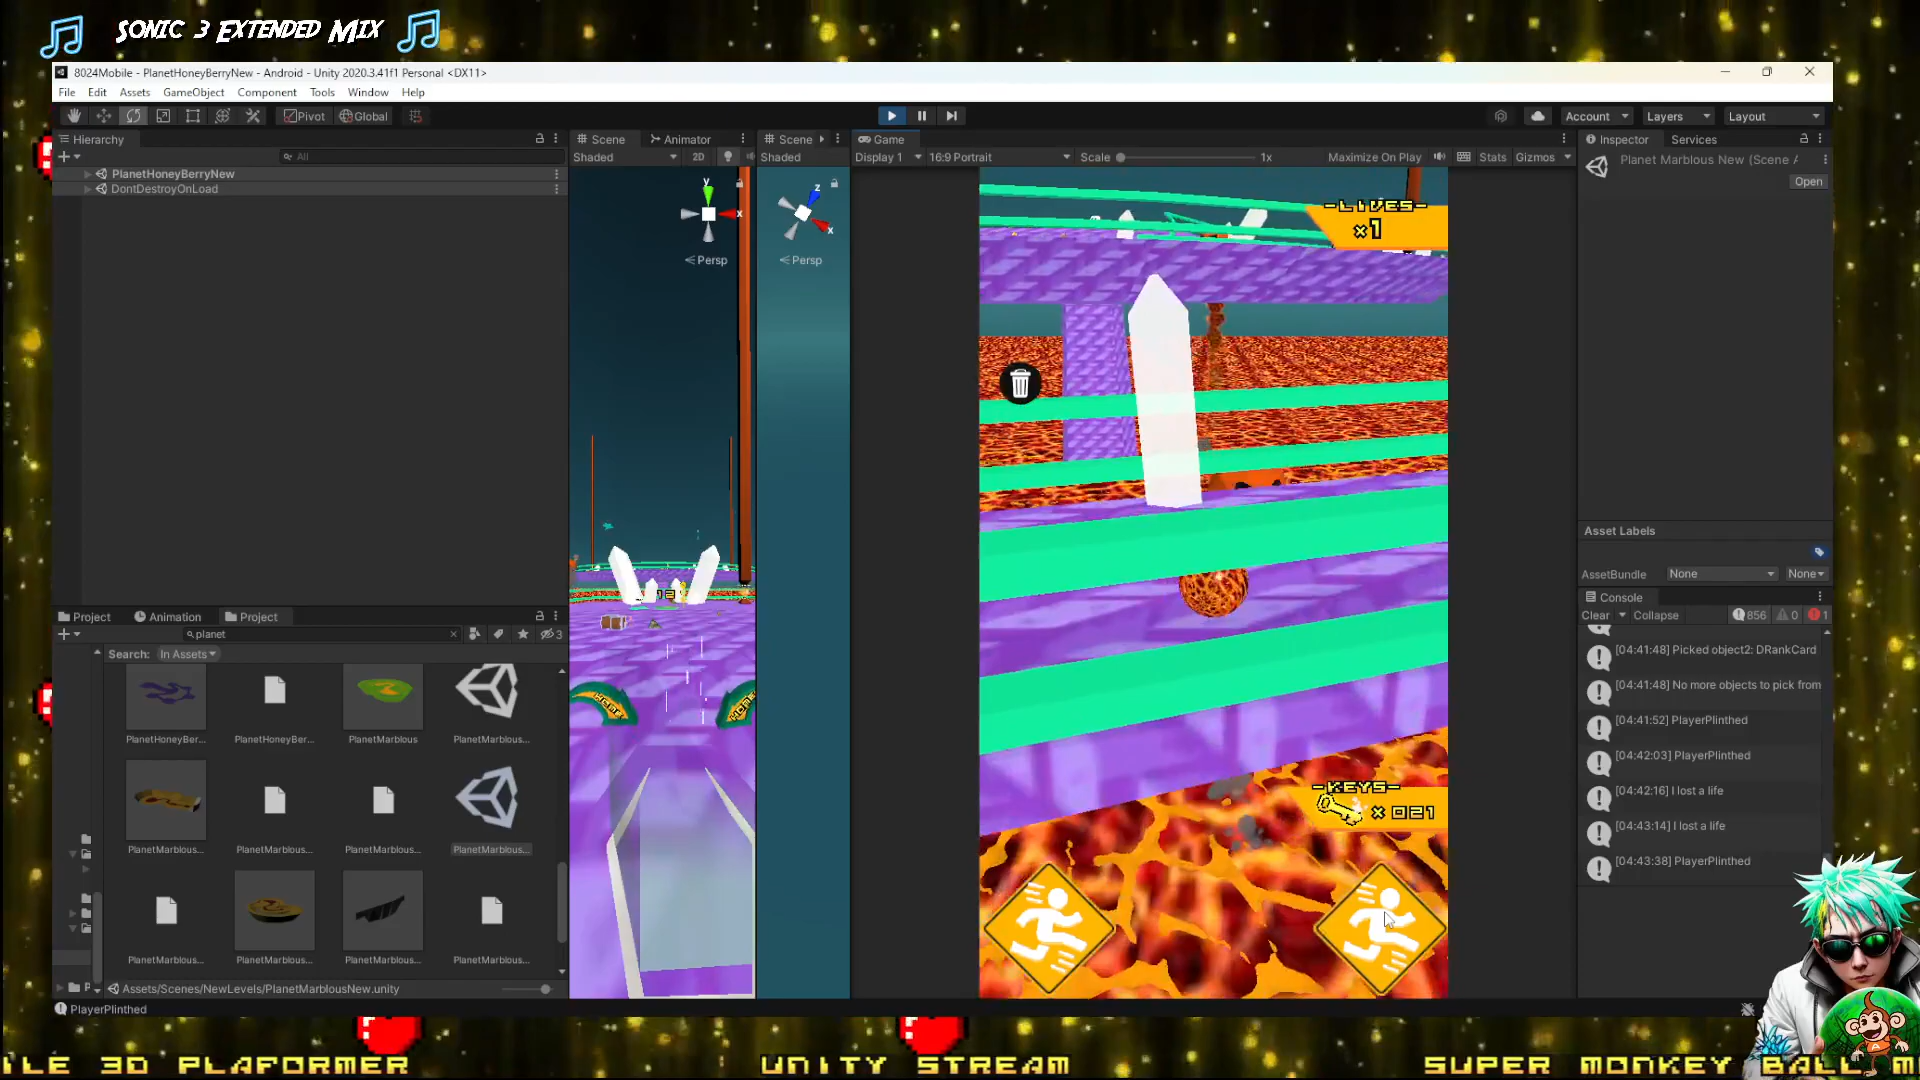 Sonic 3 Extended Mix
8024Mobile - PlanetHoneyBerryNew - Android - Unity 2020.3.41f1 Personal <DX11>
File Edit Assets GameObject Component Tools Window Help
Pivot Global
Account Layers Layout
Hierarchy
All
PlanetHoneyBerryNew
DontDestroyOnLoad
Scene Animator
Shaded 2D
y x
Persp
Scene
Shaded
z x
Persp
Game
Display 1 16:9 Portrait Scale 1x Maximize On Play Stats Gizmos
-LIVES-
×1
-KEYS-
× 021
Inspector Services
Planet Marblous New (Scene A
Open
Asset Labels
AssetBundle None None
Console
Clear Collapse 856 0 1
[04:41:48] Picked object2: DRankCard
[04:41:48] No more objects to pick from
[04:41:52] PlayerPlinthed
[04:42:03] PlayerPlinthed
[04:42:16] I lost a life
[04:43:14] I lost a life
[04:43:38] PlayerPlinthed
Project Animation Project
planet 3
Search: In Assets
PlanetHoneyBer... PlanetHoneyBer... PlanetMarblous PlanetMarblous...
PlanetMarblous... PlanetMarblous... PlanetMarblous... PlanetMarblous...
PlanetMarblous... PlanetMarblous... PlanetMarblous... PlanetMarblous...
Assets/Scenes/NewLevels/PlanetMarblousNew.unity
PlayerPlinthed
ILE 3D PLAFORMER UNITY STREAM SUPER MONKEY BALL M